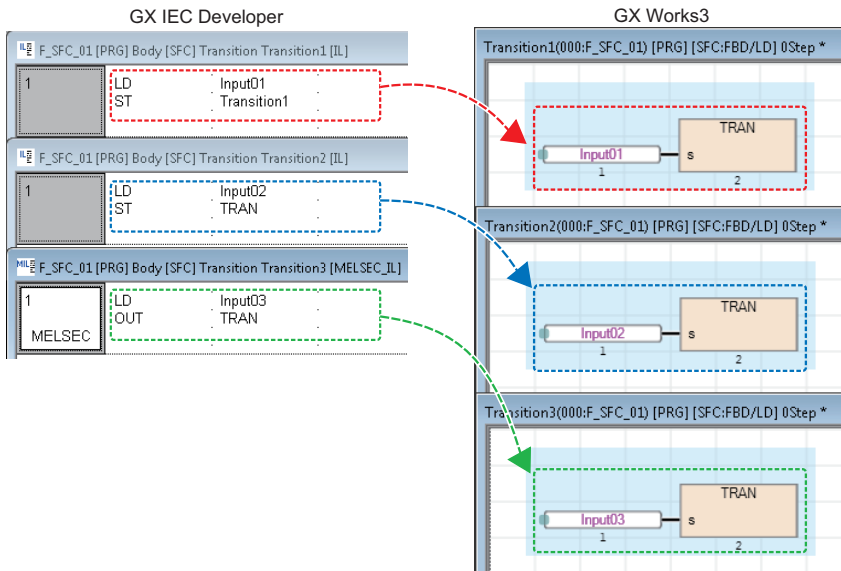 GX IEC Developer
F_SFC_01 [PRG] Body [SFC] Transition Transition1 [IL]
1
LD Input01
ST Transition1
F_SFC_01 [PRG] Body [SFC] Transition Transition2 [IL]
1
LD Input02
ST TRAN
MIL F_SFC_01 [PRG] Body [SFC] Transition Transition3 [MELSEC_IL]
1
MELSEC
LD Input03
OUT TRAN
GX Works3
Transition1(000:F_SFC_01) [PRG] [SFC:FBD/LD] 0Step *
TRAN
Input01 s
1
2
Transition2(000:F_SFC_01) [PRG] [SFC:FBD/LD] 0Step *
TRAN
Input02 s
1
2
Transition3(000:F_SFC_01) [PRG] [SFC:FBD/LD] 0Step *
TRAN
Input03 s
1
2